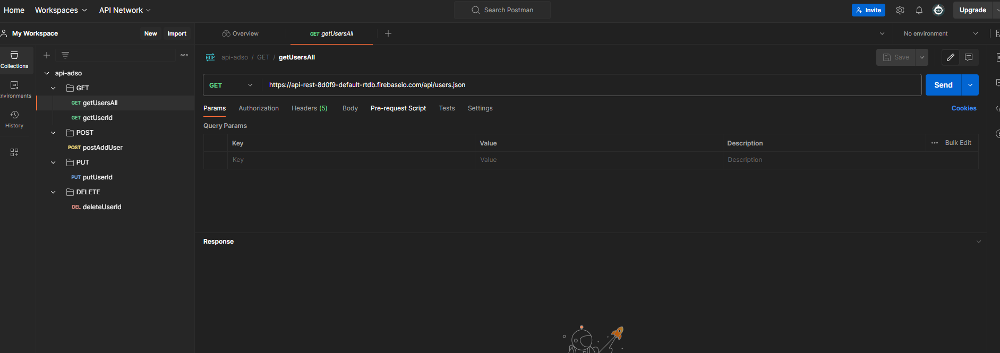 Home Workspaces API Network Search Postman Invite Upgrade
My Workspace New Import Overview GET getUsersAll No environment
Collections
api-adso / GET / getUsersAll Save
api-adso
GET
GET https://api-rest-8d0f9-default-rtdb.firebaseio.com/api/users.json Send
nvironments
GET getUsersAll
Params Authorization Headers (5) Body Pre-request Script Tests Settings Cookies
GET getUserId
History
Query Params
POST
Key Value Description Bulk Edit
POST postAddUser
Key Value Description
PUT
PUT putUserId
DELETE
DEL deleteUserId
Response